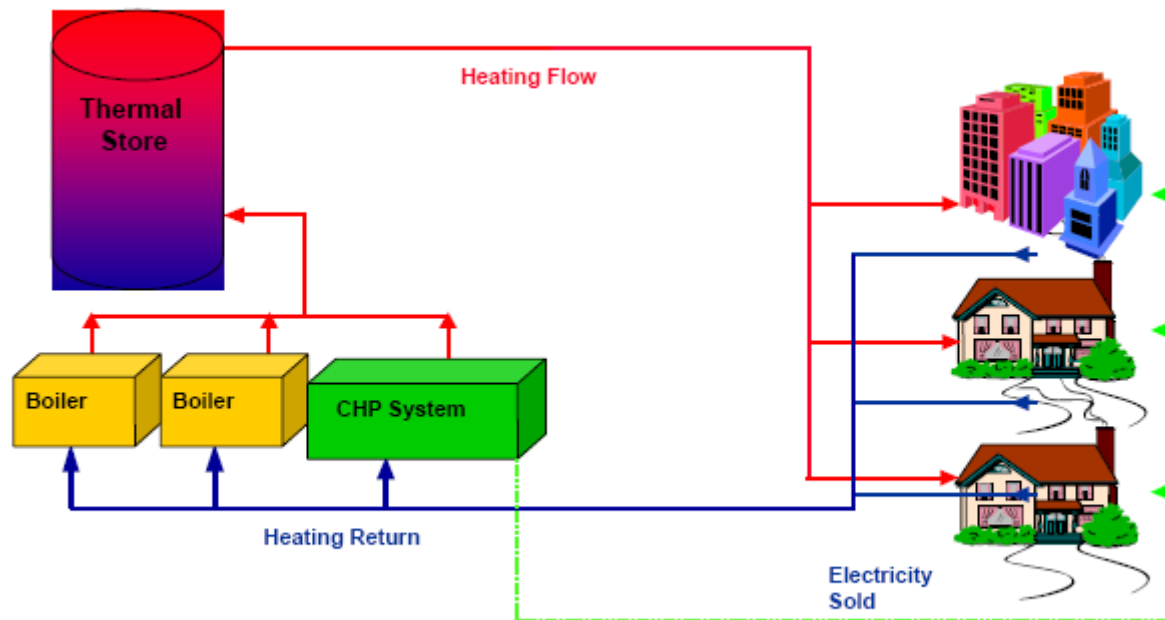 Thermal
Store
Heating Flow
Boiler
Boiler
CHP System
Heating Return
Electricity
Sold